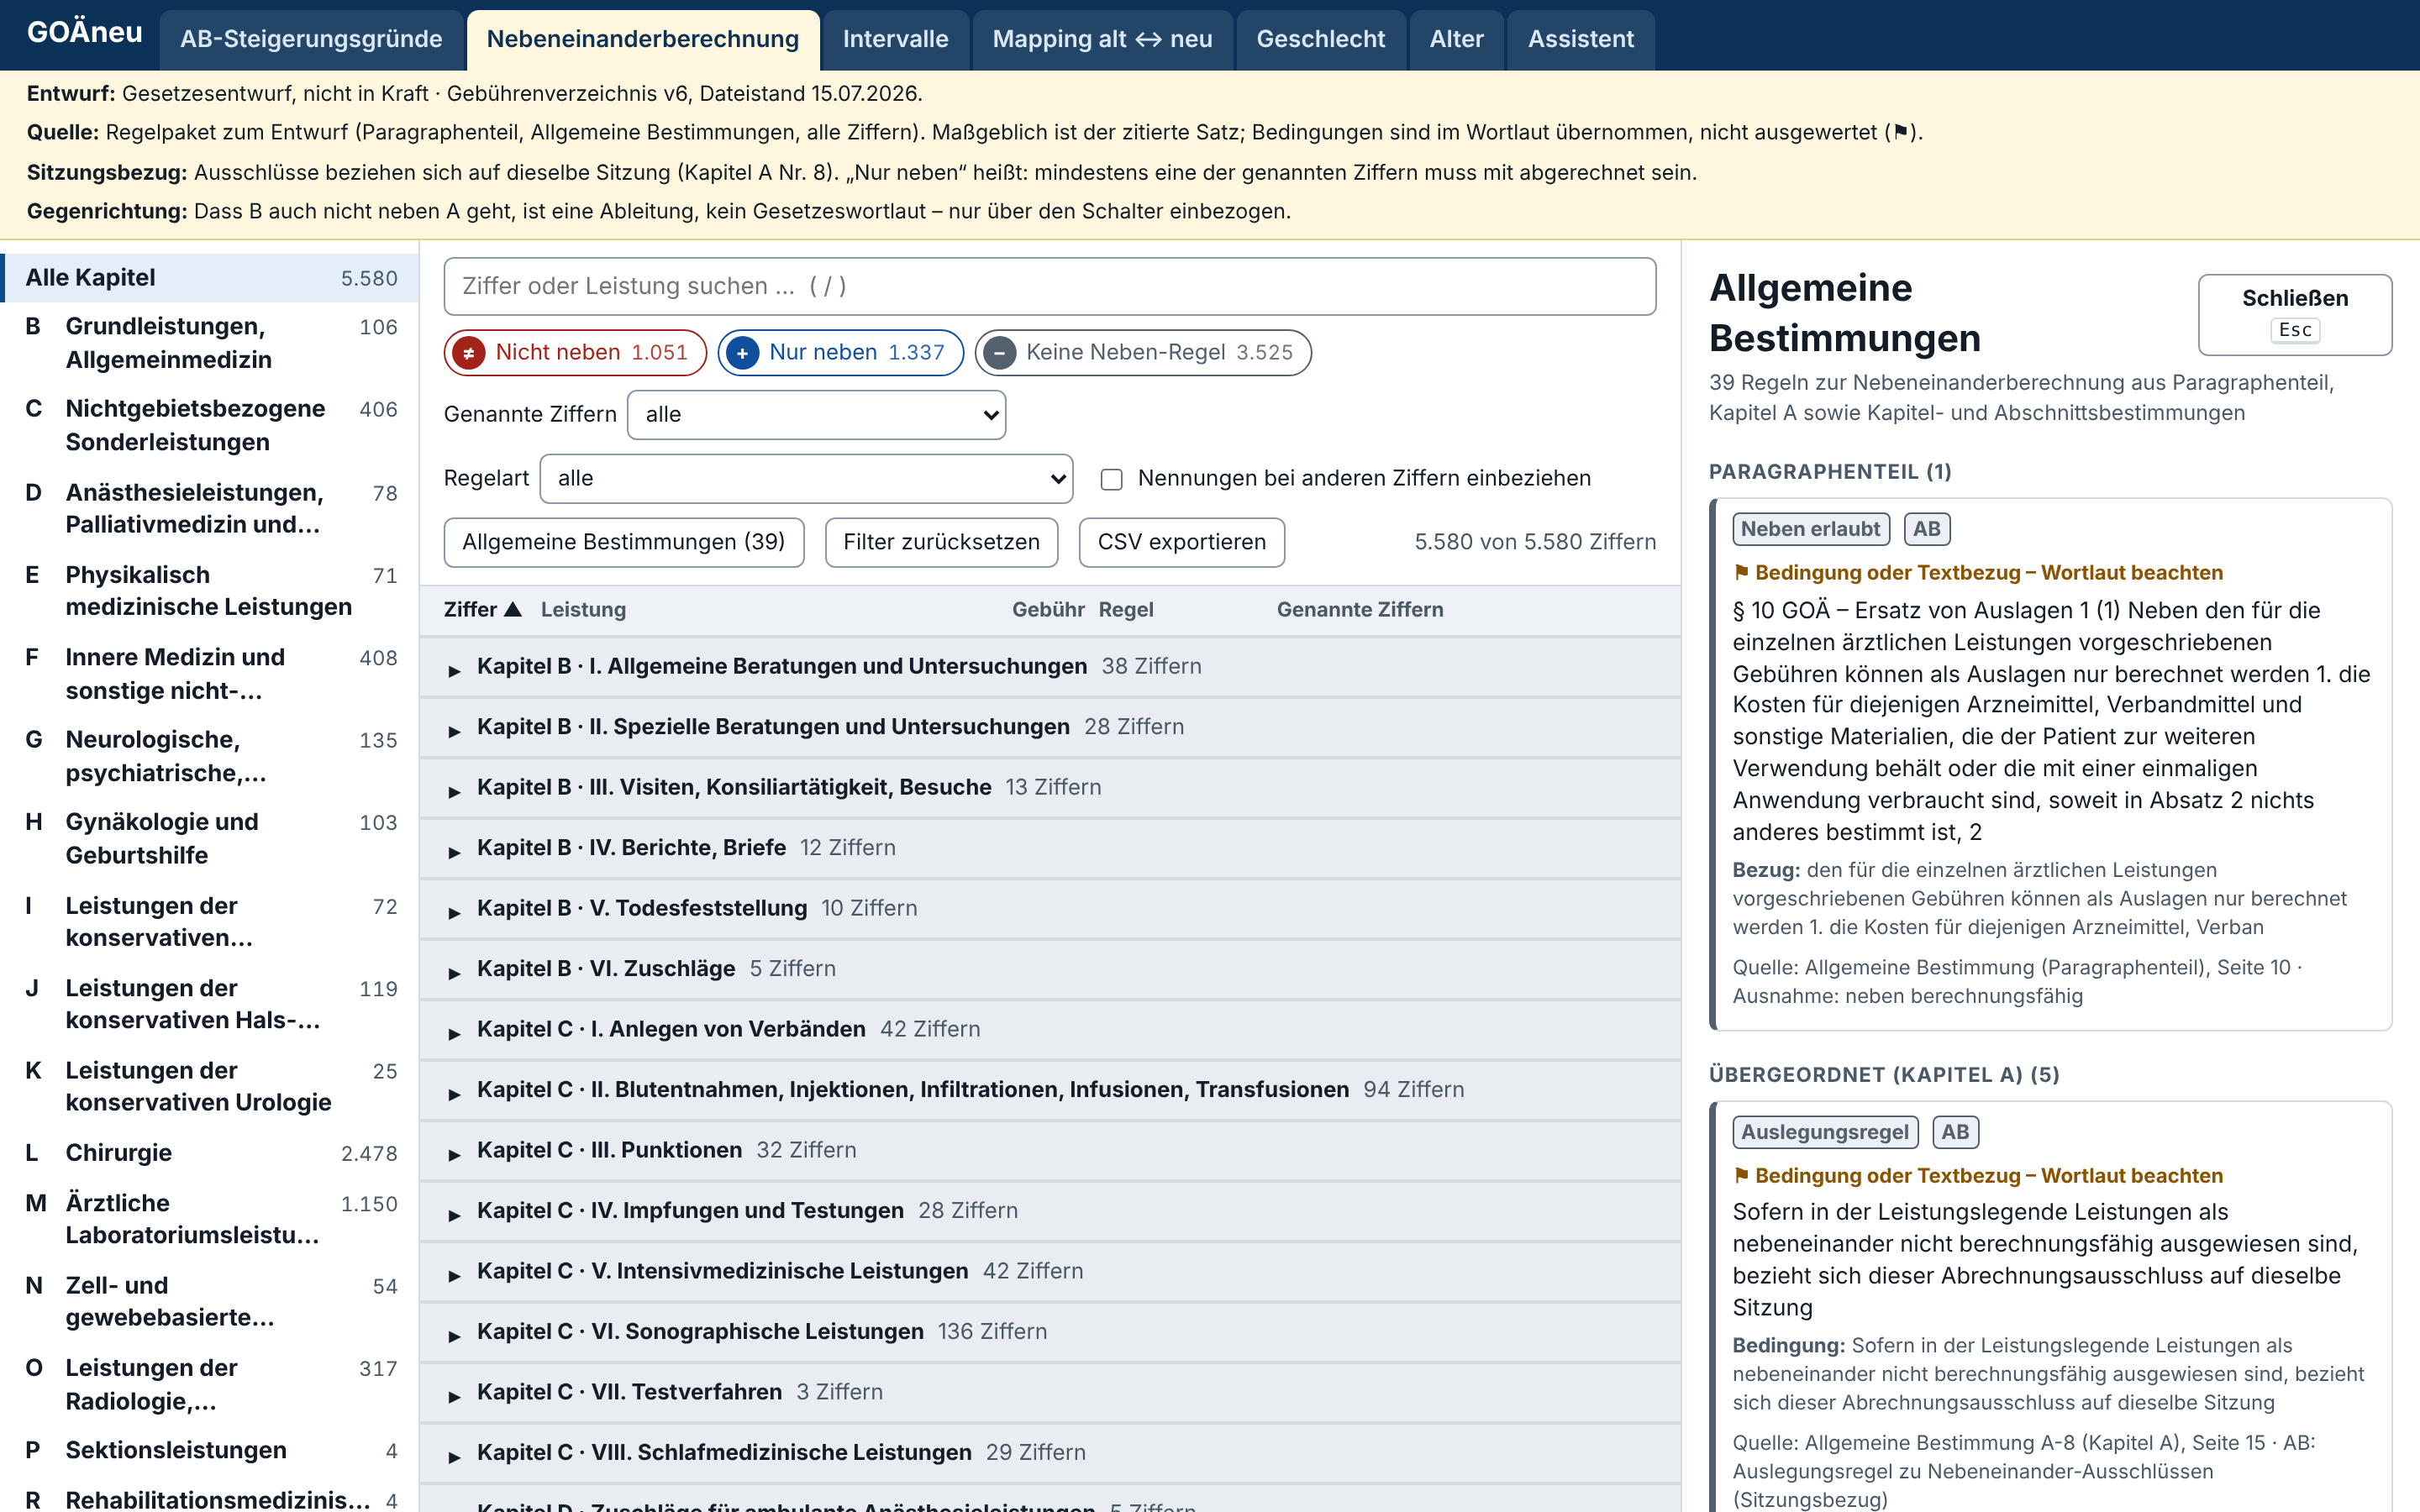 GOÄneu
AB-Steigerungsgründe
Nebeneinanderberechnung
Intervalle
Mapping alt ↔ neu
Geschlecht
Alter
Assistent
Entwurf: Gesetzesentwurf, nicht in Kraft · Gebührenverzeichnis v6, Dateistand 15.07.2026.
Quelle: Regelpaket zum Entwurf (Paragraphenteil, Allgemeine Bestimmungen, alle Ziffern). Maßgeblich ist der zitierte Satz; Bedingungen sind im Wortlaut übernommen, nicht ausgewertet (⚑).
Sitzungsbezug: Ausschlüsse beziehen sich auf dieselbe Sitzung (Kapitel A Nr. 8). „Nur neben“ heißt: mindestens eine der genannten Ziffern muss mit abgerechnet sein.
Gegenrichtung: Dass B auch nicht neben A geht, ist eine Ableitung, kein Gesetzeswortlaut – nur über den Schalter einbezogen.
Alle Kapitel 5.580
B Grundleistungen, 106
Allgemeinmedizin
C Nichtgebietsbezogene 406
Sonderleistungen
D Anästhesieleistungen, 78
Palliativmedizin und...
E Physikalisch 71
medizinische Leistungen
F Innere Medizin und 408
sonstige nicht-...
G Neurologische, 135
psychiatrische,...
H Gynäkologie und 103
Geburtshilfe
I Leistungen der 72
konservativen...
J Leistungen der 119
konservativen Hals-...
K Leistungen der 25
konservativen Urologie
L Chirurgie 2.478
M Ärztliche 1.150
Laboratoriumsleistu...
N Zell- und 54
gewebebasierte...
O Leistungen der 317
Radiologie,...
P Sektionsleistungen 4
R Rehabilitationsmedizinis... 4
Ziffer oder Leistung suchen ... ( / )
≠ Nicht neben 1.051
+ Nur neben 1.337
– Keine Neben-Regel 3.525
Genannte Ziffern alle
Regelart alle
Nennungen bei anderen Ziffern einbeziehen
Allgemeine Bestimmungen (39)
Filter zurücksetzen
CSV exportieren
5.580 von 5.580 Ziffern
Ziffer ▲ Leistung Gebühr Regel Genannte Ziffern
▶ Kapitel B · I. Allgemeine Beratungen und Untersuchungen 38 Ziffern
▶ Kapitel B · II. Spezielle Beratungen und Untersuchungen 28 Ziffern
▶ Kapitel B · III. Visiten, Konsiliartätigkeit, Besuche 13 Ziffern
▶ Kapitel B · IV. Berichte, Briefe 12 Ziffern
▶ Kapitel B · V. Todesfeststellung 10 Ziffern
▶ Kapitel B · VI. Zuschläge 5 Ziffern
▶ Kapitel C · I. Anlegen von Verbänden 42 Ziffern
▶ Kapitel C · II. Blutentnahmen, Injektionen, Infiltrationen, Infusionen, Transfusionen 94 Ziffern
▶ Kapitel C · III. Punktionen 32 Ziffern
▶ Kapitel C · IV. Impfungen und Testungen 28 Ziffern
▶ Kapitel C · V. Intensivmedizinische Leistungen 42 Ziffern
▶ Kapitel C · VI. Sonographische Leistungen 136 Ziffern
▶ Kapitel C · VII. Testverfahren 3 Ziffern
▶ Kapitel C · VIII. Schlafmedizinische Leistungen 29 Ziffern
Kapitel D · Zuschläge für ambulante Anästhesieleistungen 5 Ziffern
Allgemeine
Bestimmungen
Schließen
Esc
39 Regeln zur Nebeneinanderberechnung aus Paragraphenteil,
Kapitel A sowie Kapitel- und Abschnittsbestimmungen
PARAGRAPHENTEIL (1)
Neben erlaubt AB
⚑ Bedingung oder Textbezug – Wortlaut beachten
§ 10 GOÄ – Ersatz von Auslagen 1 (1) Neben den für die
einzelnen ärztlichen Leistungen vorgeschriebenen
Gebühren können als Auslagen nur berechnet werden 1. die
Kosten für diejenigen Arzneimittel, Verbandmittel und
sonstige Materialien, die der Patient zur weiteren
Verwendung behält oder die mit einer einmaligen
Anwendung verbraucht sind, soweit in Absatz 2 nichts
anderes bestimmt ist, 2
Bezug: den für die einzelnen ärztlichen Leistungen
vorgeschriebenen Gebühren können als Auslagen nur berechnet
werden 1. die Kosten für diejenigen Arzneimittel, Verban
Quelle: Allgemeine Bestimmung (Paragraphenteil), Seite 10 ·
Ausnahme: neben berechnungsfähig
ÜBERGEORDNET (KAPITEL A) (5)
Auslegungsregel AB
⚑ Bedingung oder Textbezug – Wortlaut beachten
Sofern in der Leistungslegende Leistungen als
nebeneinander nicht berechnungsfähig ausgewiesen sind,
bezieht sich dieser Abrechnungsausschluss auf dieselbe
Sitzung
Bedingung: Sofern in der Leistungslegende Leistungen als
nebeneinander nicht berechnungsfähig ausgewiesen sind, bezieht
sich dieser Abrechnungsausschluss auf dieselbe Sitzung
Quelle: Allgemeine Bestimmung A-8 (Kapitel A), Seite 15 · AB:
Auslegungsregel zu Nebeneinander-Ausschlüssen
(Sitzungsbezug)